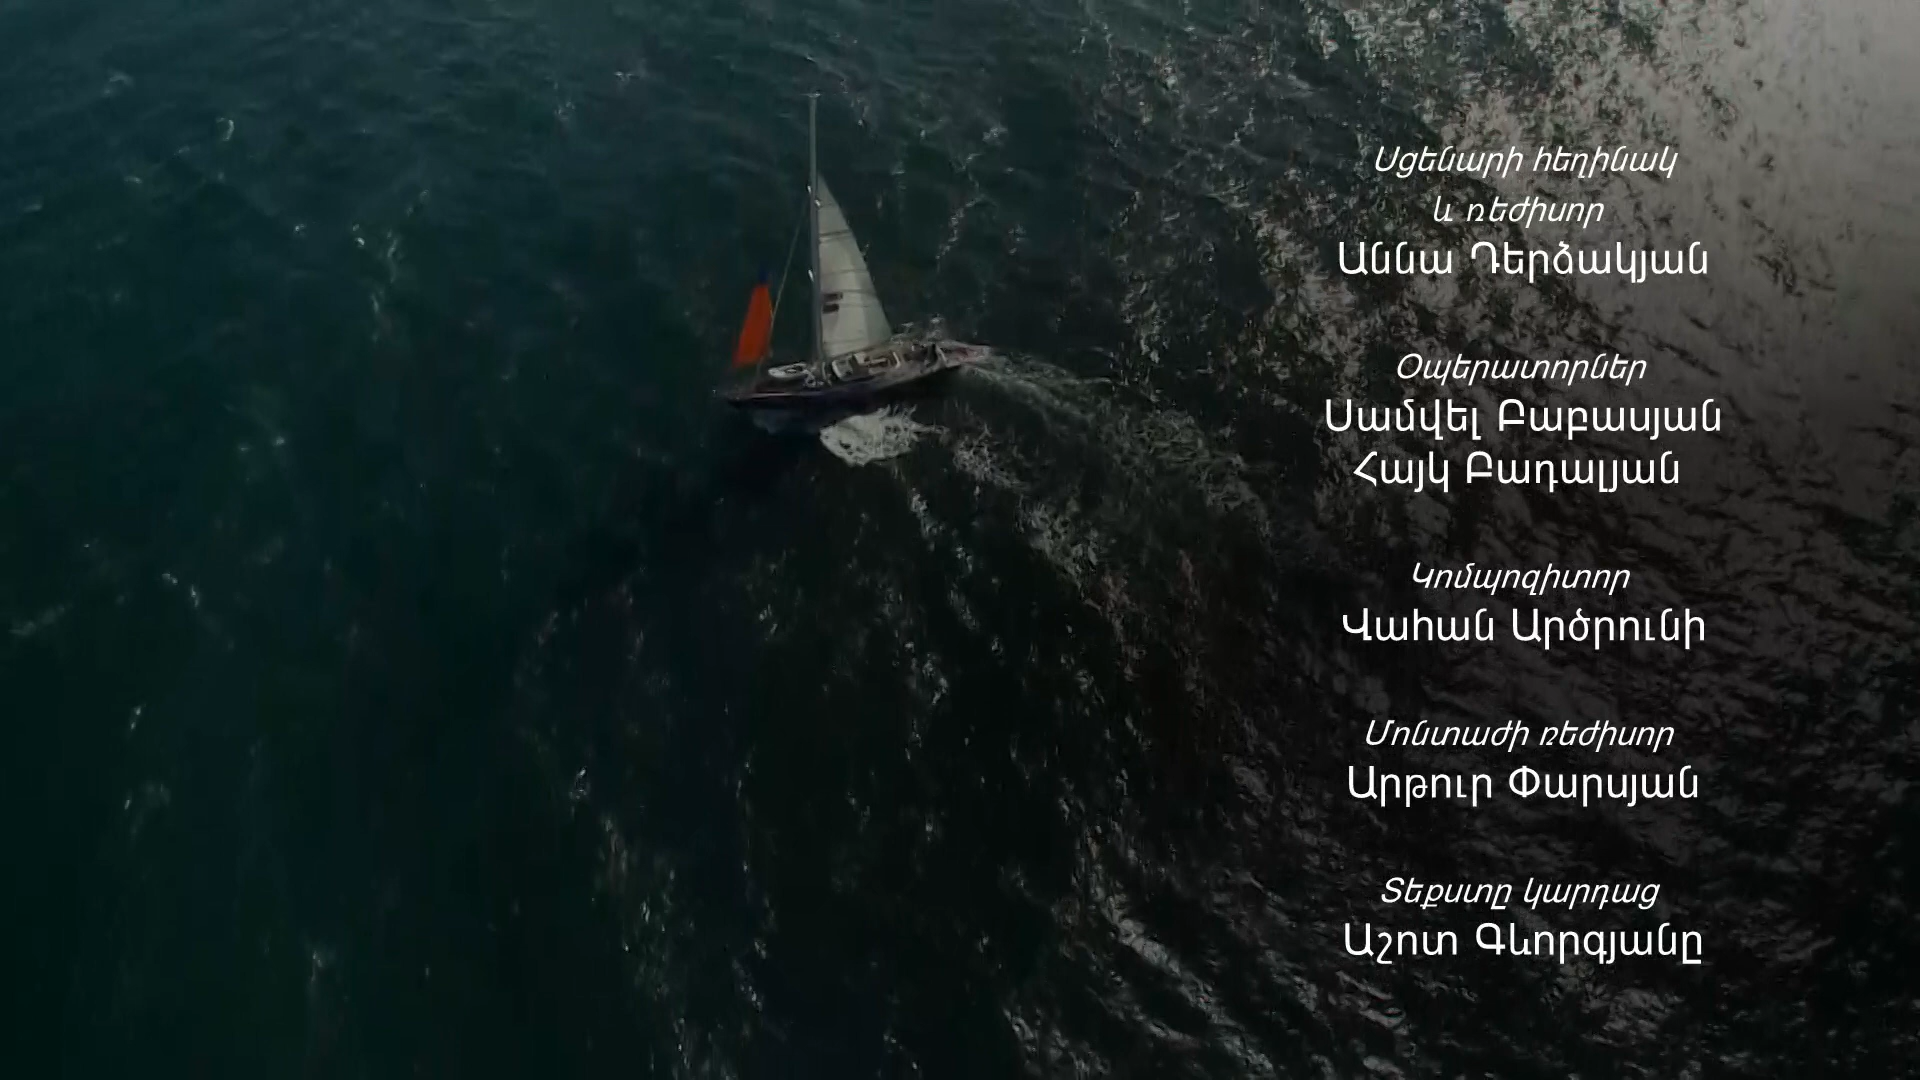 Սցենարի հեղինակ
և ռեժիսոր
Աննա Դերձակյան
Օպերատորներ
Սամվել Բաբասյան
Հայկ Բադալյան
Կոմպոզիտոր
Վահան Արծրունի
Մոնտաժի ռեժիսոր
Արթուր Փարսյան
Տեքստը կարդաց
Աշոտ Գևորգյանը